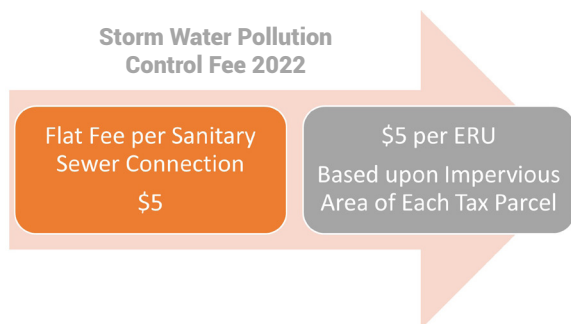 Storm Water Pollution
Control Fee 2022
Flat Fee per Sanitary
Sewer Connection
$5
$5 per ERU
Based upon Impervious
Area of Each Tax Parcel